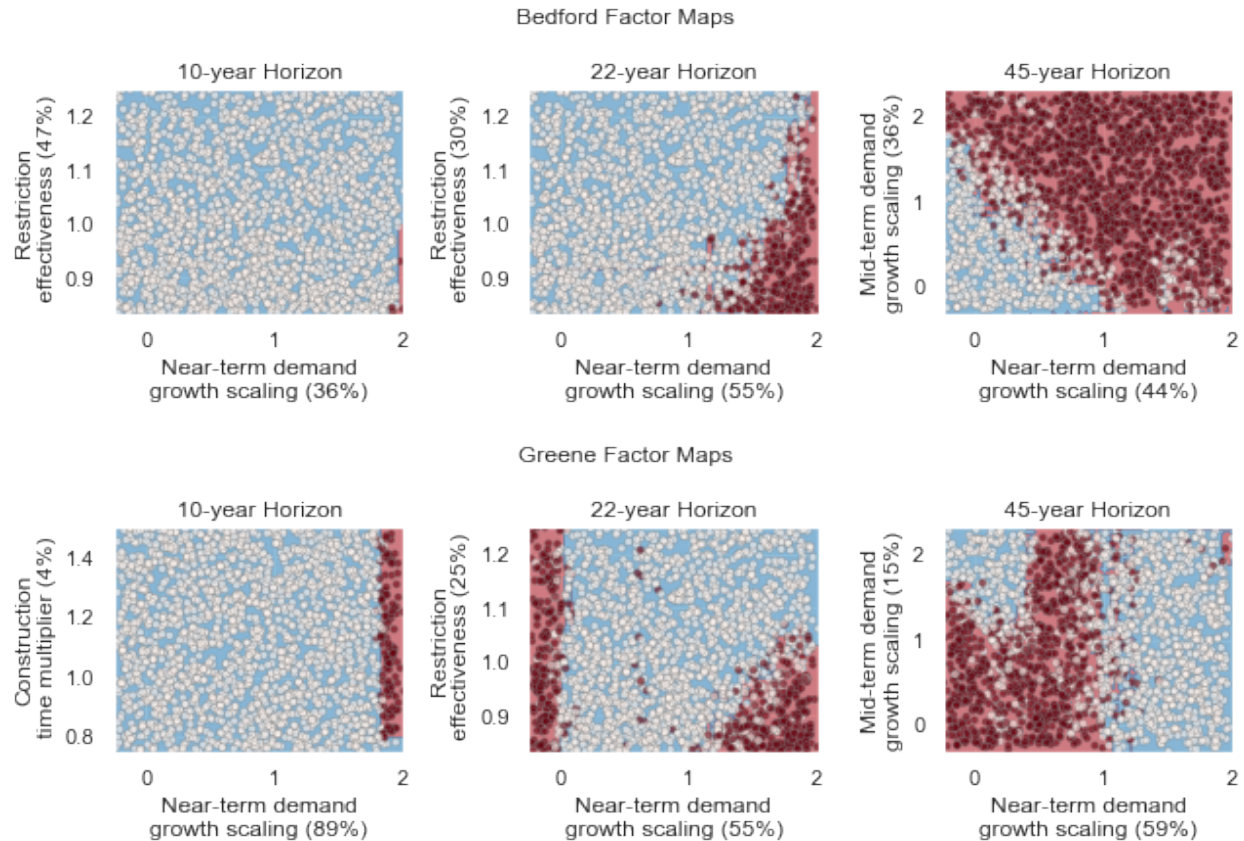 Bedford Factor Maps
10-year Horizon
22-year Horizon
45-year Horizon
Restriction
effectiveness (47%)
1.2
1.1
1.0
0.9
0
1
2
Near-term demand
growth scaling (36%)
Restriction
effectiveness (30%)
1.2
1.1
1.0
0.9
0
1
2
Near-term demand
growth scaling (55%)
Mid-term demand
growth scaling (36%)
2
1
0
0
1
2
Near-term demand
growth scaling (44%)
Greene Factor Maps
10-year Horizon
22-year Horizon
45-year Horizon
Construction
time multiplier (4%)
1.4
1.2
1.0
0.8
0
1
2
Near-term demand
growth scaling (89%)
Restriction
effectiveness (25%)
1.2
1.1
1.0
0.9
0
1
2
Near-term demand
growth scaling (55%)
Mid-term demand
growth scaling (15%)
2
1
0
0
1
2
Near-term demand
growth scaling (59%)